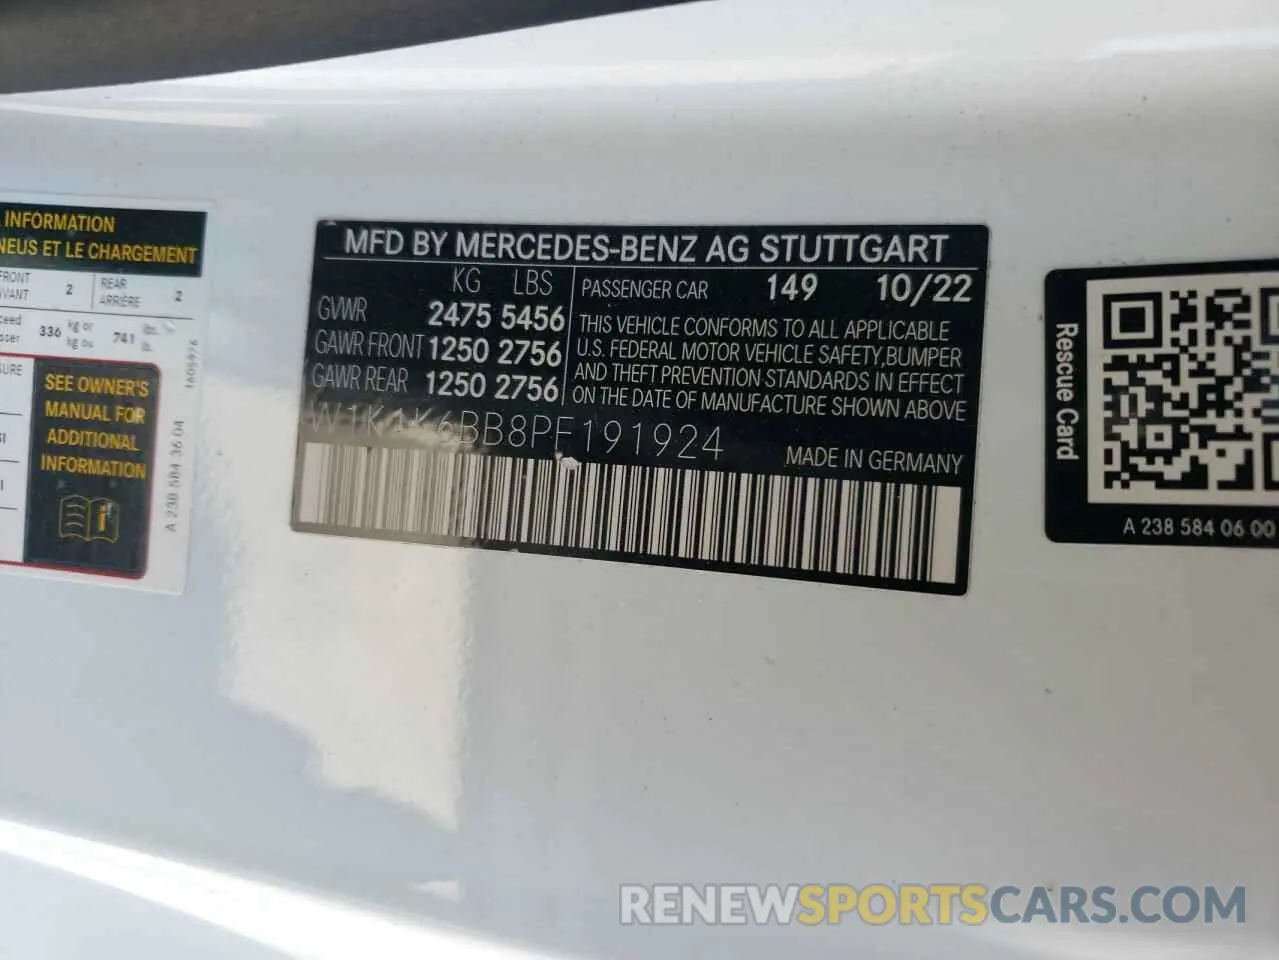 INFORMATION
NEUS ET LE CHARGEMENT
FRONT
VANT
2
REAR
ARRIÈRE
2
336 kg or
kg ou
741 lbs.
lb.
SEE OWNER'S
MANUAL FOR
ADDITIONAL
INFORMATION
A 238 584 36 04
1605976
MFD BY MERCEDES-BENZ AG STUTTGART
KG LBS
GVWR 2475 5456
GAWR FRONT 1250 2756
GAWR REAR 1250 2756
PASSENGER CAR 149 10/22
THIS VEHICLE CONFORMS TO ALL APPLICABLE
U.S. FEDERAL MOTOR VEHICLE SAFETY,BUMPER
AND THEFT PREVENTION STANDARDS IN EFFECT
ON THE DATE OF MANUFACTURE SHOWN ABOVE
W1K1K6BB8PF191924
MADE IN GERMANY
Rescue Card
A 238 584 06 00
RENEWSPORTSCARS.COM